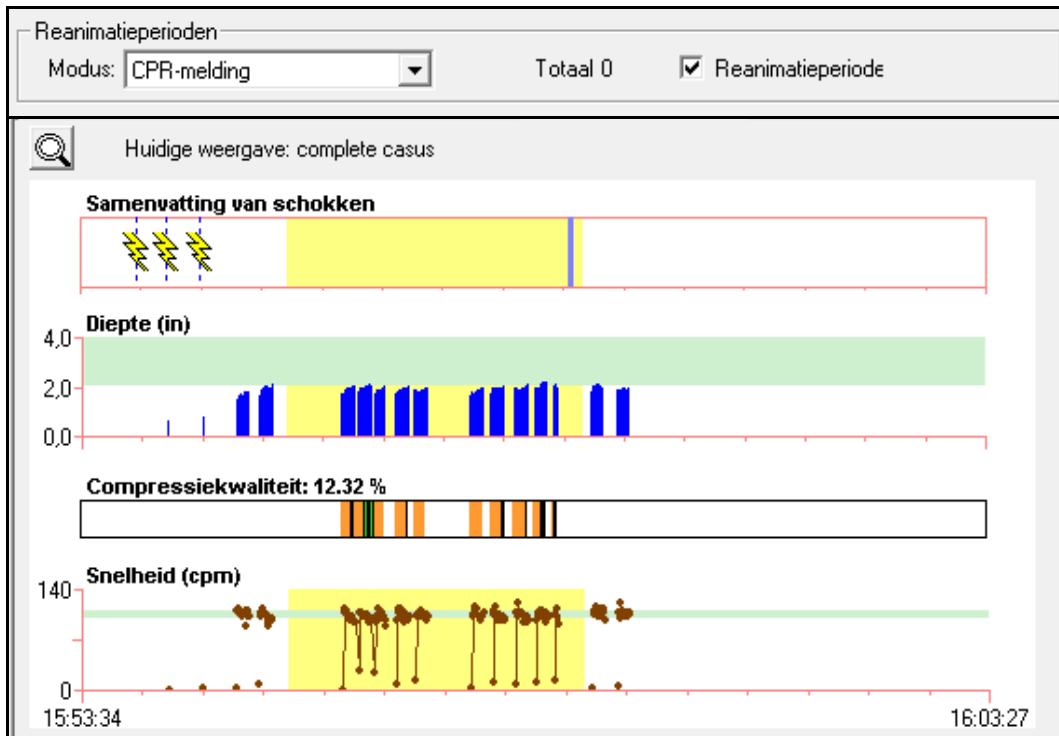 Reanimatieperioden
Modus: CPR-melding Totaal 0 Reanimatieperiode
Huidige weergave: complete casus
Samenvatting van schokken
Diepte (in)
4,0
2,0
0,0
Compressiekwaliteit: 12.32 %
Snelheid (cpm)
140
0
15:53:34 16:03:27